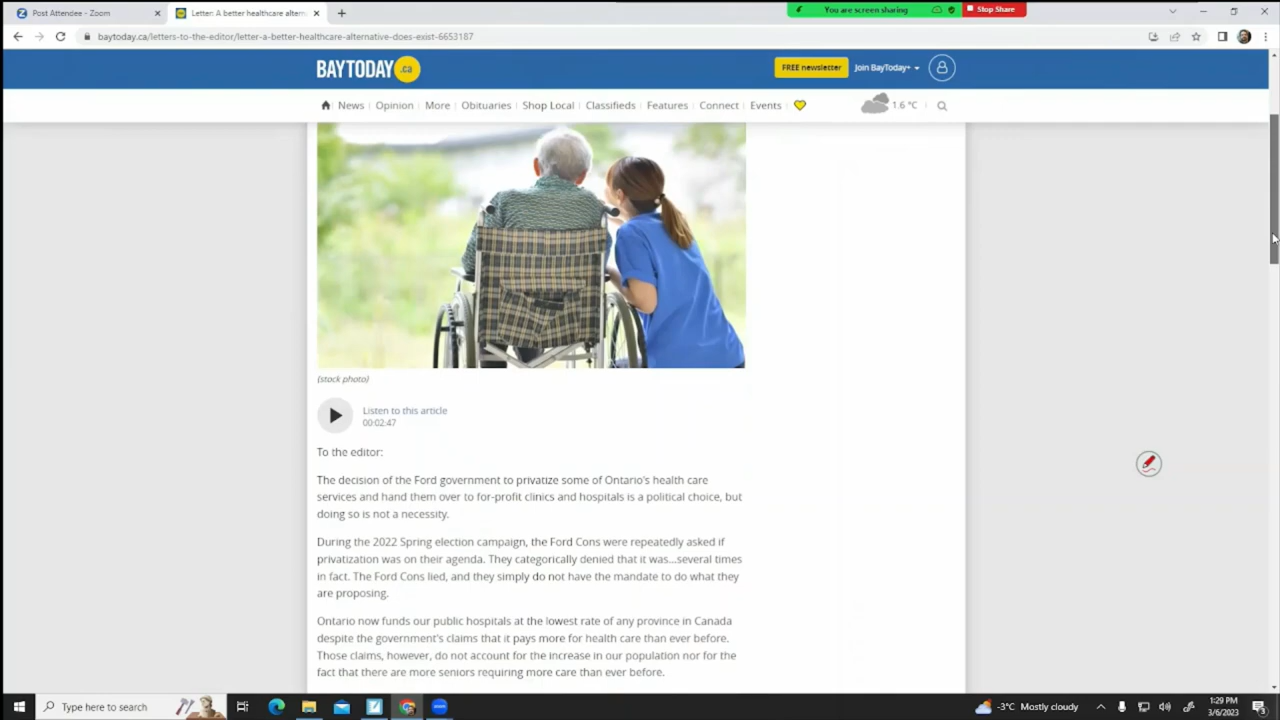 Post Attendee - Zoom
Letter: A better healthcare altern
You are screen sharing
Stop Share
baytoday.ca/letters-to-the-editor/letter-a-better-healthcare-alternative-does-exist-6653187
BAYTODAY .ca
FREE newsletter
Join BayToday+
News Opinion More Obituaries Shop Local Classifieds Features Connect Events
1.6 °C
(stock photo)
Listen to this article
00:02:47
To the editor:
The decision of the Ford government to privatize some of Ontario's health care
services and hand them over to for-profit clinics and hospitals is a political choice, but
doing so is not a necessity.
During the 2022 Spring election campaign, the Ford Cons were repeatedly asked if
privatization was on their agenda. They categorically denied that it was...several times
in fact. The Ford Cons lied, and they simply do not have the mandate to do what they
are proposing.
Ontario now funds our public hospitals at the lowest rate of any province in Canada
despite the government's claims that it pays more for health care than ever before.
Those claims, however, do not account for the increase in our population nor for the
fact that there are more seniors requiring more care than ever before.
Type here to search
-3°C Mostly cloudy
1:29 PM
3/6/2023